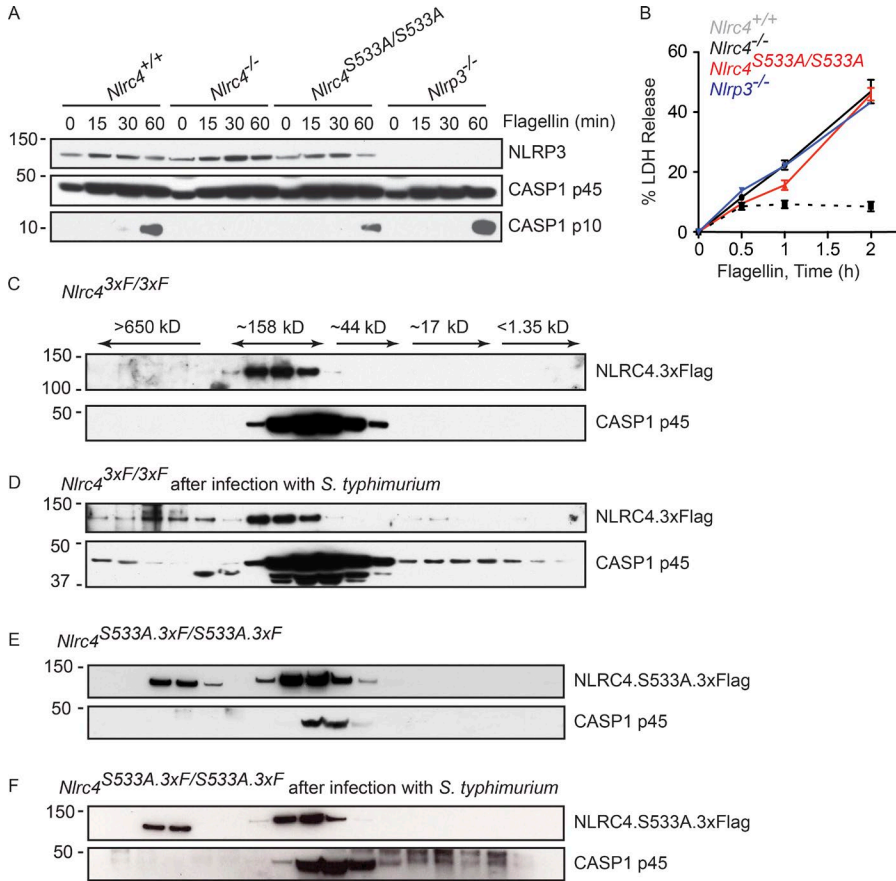 A
Nlrc4+/+ Nlrc4-/- Nlrc4S533A/S533A Nlrp3-/-
0 15 30 60 0 15 30 60 0 15 30 60 0 15 30 60 Flagellin (min)
150 - NLRP3
50 - CASP1 p45
10 - CASP1 p10
B
Nlrc4+/+
Nlrc4-/-
Nlrc4S533A/S533A
Nlrp3-/-
% LDH Release
60
40
20
0
0 0.5 1 1.5 2
Flagellin, Time (h)
C Nlrc43xF/3xF
>650 kD ~158 kD ~44 kD ~17 kD <1.35 kD
150 - NLRC4.3xFlag
100 -
50 - CASP1 p45
D Nlrc43xF/3xF after infection with S. typhimurium
150 - NLRC4.3xFlag
50 - CASP1 p45
37 -
E Nlrc4S533A.3xF/S533A.3xF
150 - NLRC4.S533A.3xFlag
50 - CASP1 p45
F Nlrc4S533A.3xF/S533A.3xF after infection with S. typhimurium
150 - NLRC4.S533A.3xFlag
50 - CASP1 p45